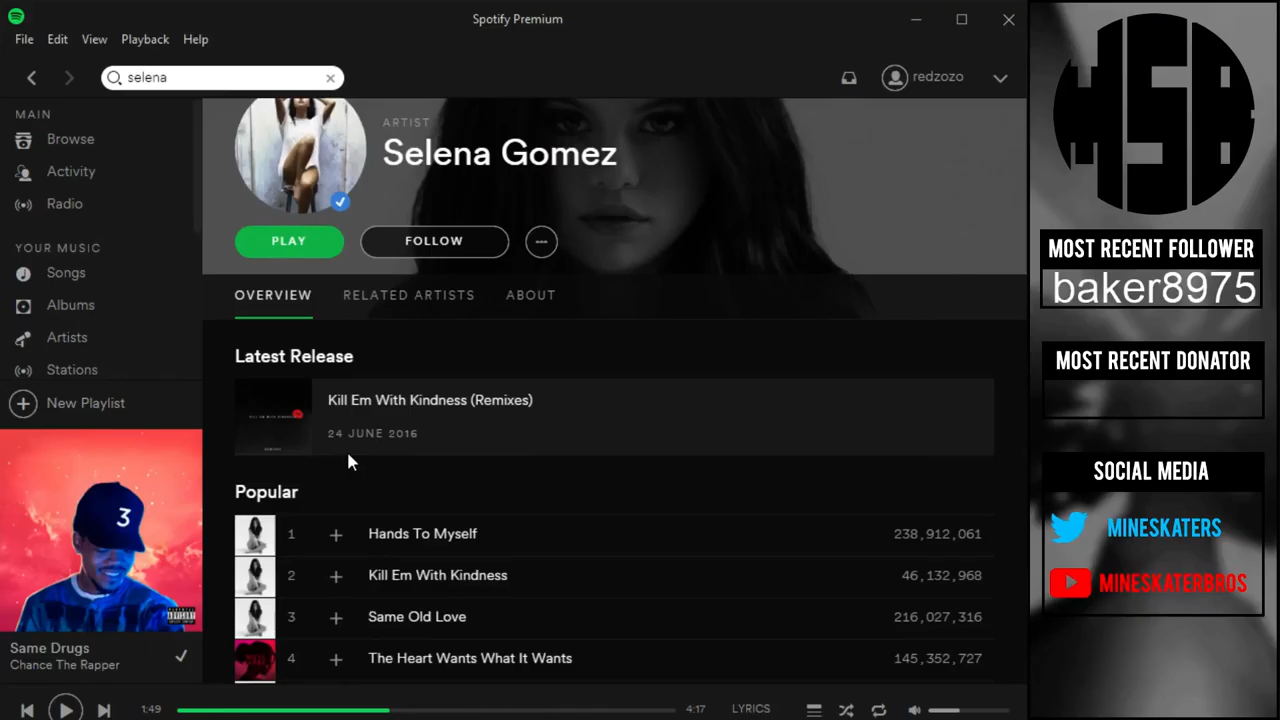 Spotify Premium
File Edit View Playback Help
selena
redzozo
MAIN
Browse
Activity
Radio
YOUR MUSIC
Songs
Albums
Artists
Stations
New Playlist
3
Same Drugs
Chance The Rapper
ARTIST
Selena Gomez
PLAY FOLLOW
OVERVIEW RELATED ARTISTS ABOUT
Latest Release
Kill Em With Kindness (Remixes)
24 JUNE 2016
Popular
1 Hands To Myself 238,912,061
2 Kill Em With Kindness 46,132,968
3 Same Old Love 216,027,316
4 The Heart Wants What It Wants 145,352,727
1:49 4:17 LYRICS
MSB
MOST RECENT FOLLOWER
baker8975
MOST RECENT DONATOR
SOCIAL MEDIA
MINESKATERS
MINESKATERBROS